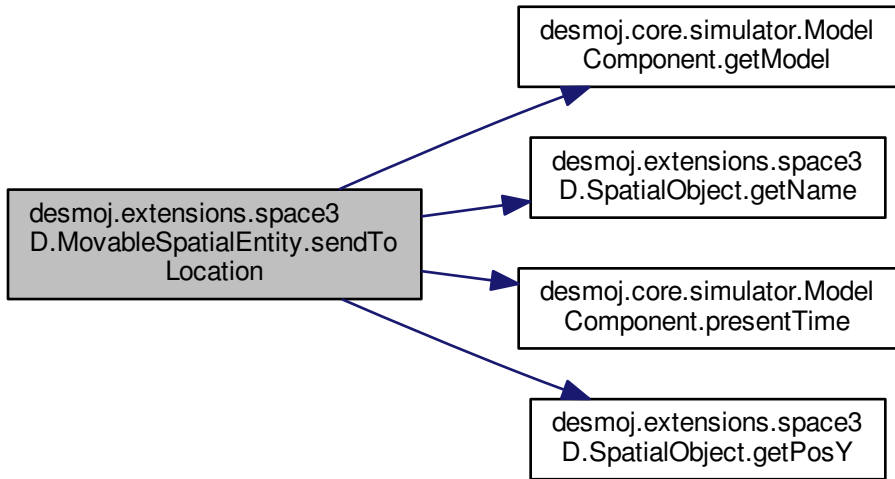 desmoj.core.simulator.Model
Component.getModel
desmoj.extensions.space3
D.SpatialObject.getName
desmoj.extensions.space3
D.MovableSpatialEntity.sendTo
Location
desmoj.core.simulator.Model
Component.presentTime
desmoj.extensions.space3
D.SpatialObject.getPosY